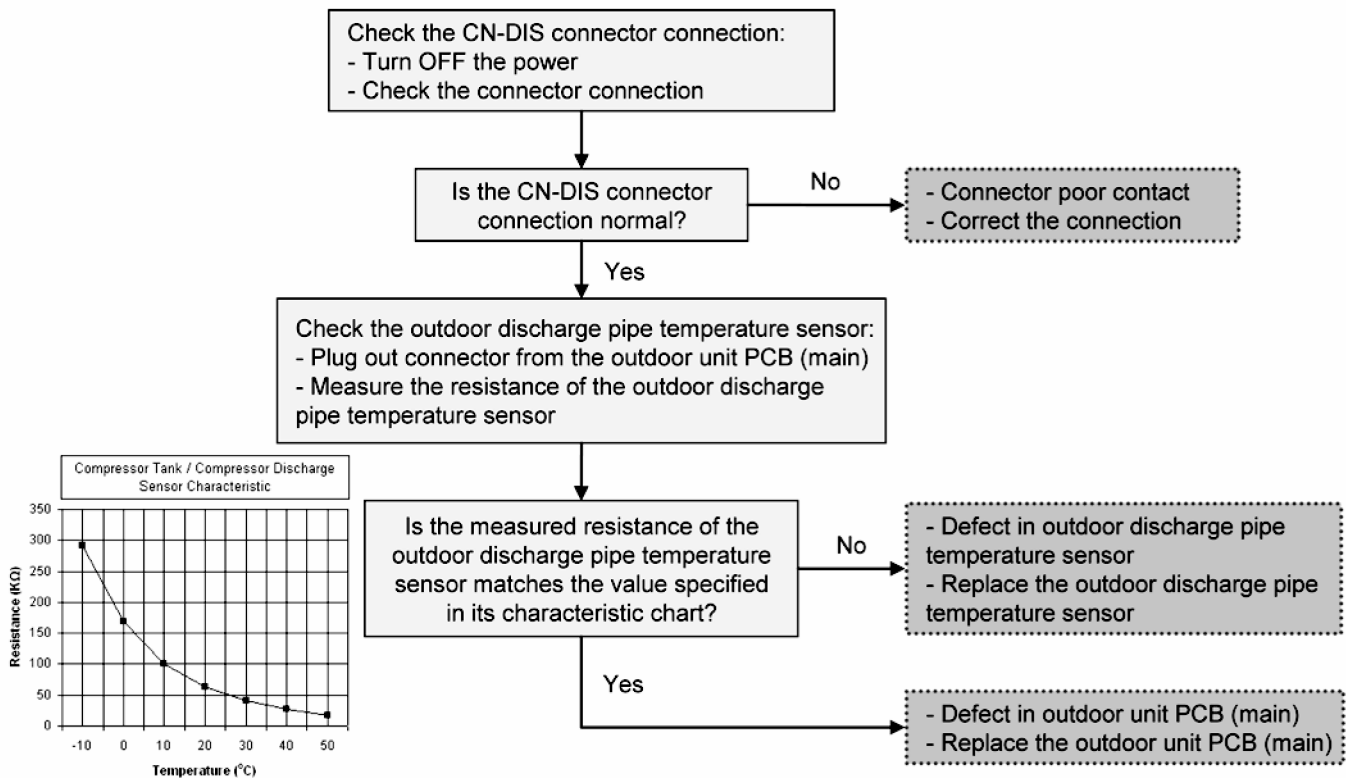 Check the CN-DIS connector connection:
- Turn OFF the power
- Check the connector connection
Is the CN-DIS connector
connection normal?
No
- Connector poor contact
- Correct the connection
Yes
Check the outdoor discharge pipe temperature sensor:
- Plug out connector from the outdoor unit PCB (main)
- Measure the resistance of the outdoor discharge
pipe temperature sensor
Compressor Tank / Compressor Discharge
Sensor Characteristic
350
300
250
200
150
100
50
0
Resistance (KΩ)
-10 0 10 20 30 40 50
Temperature (°C)
Is the measured resistance of the
outdoor discharge pipe temperature
sensor matches the value specified
in its characteristic chart?
No
- Defect in outdoor discharge pipe
temperature sensor
- Replace the outdoor discharge pipe
temperature sensor
Yes
- Defect in outdoor unit PCB (main)
- Replace the outdoor unit PCB (main)